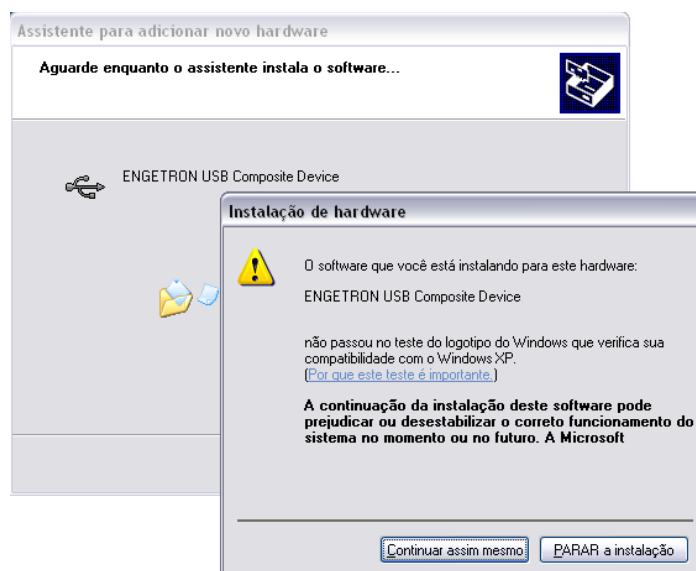 Assistente para adicionar novo hardware
Aguarde enquanto o assistente instala o software...
ENGETRON USB Composite Device
Instalação de hardware
O software que você está instalando para este hardware:
ENGETRON USB Composite Device
não passou no teste do logotipo do Windows que verifica sua
compatibilidade com o Windows XP.
(Por que este teste é importante.)
A continuação da instalação deste software pode
prejudicar ou desestabilizar o correto funcionamento do
sistema no momento ou no futuro. A Microsoft
Continuar assim mesmo
PARAR a instalação